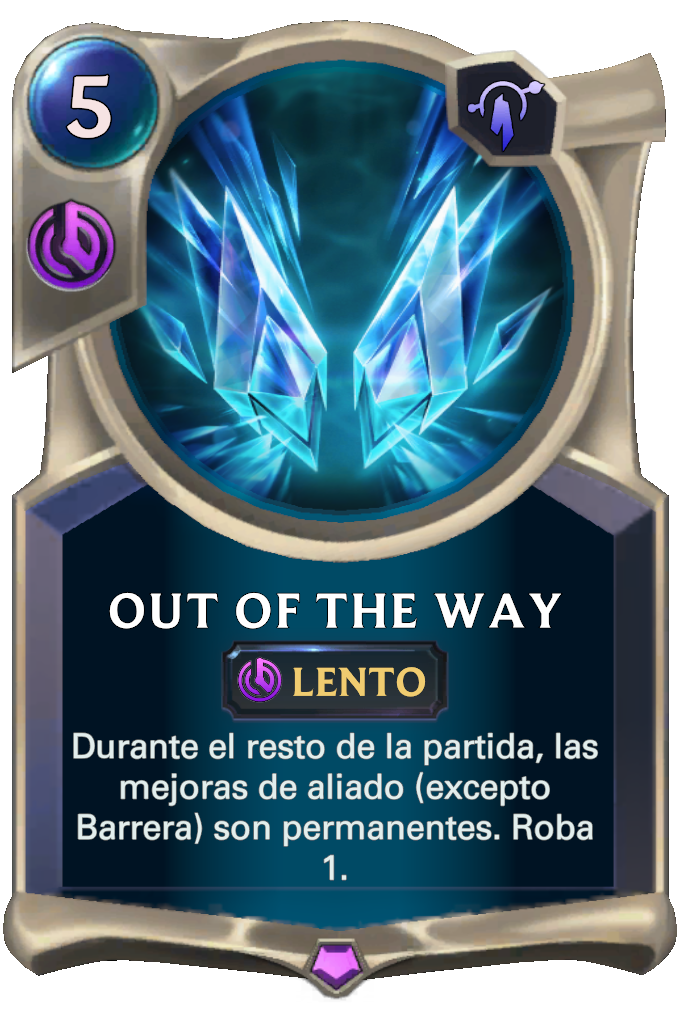 5
OUT OF THE WAY
LENTO
Durante el resto de la partida, las
mejoras de aliado (excepto
Barrera) son permanentes. Roba
1.